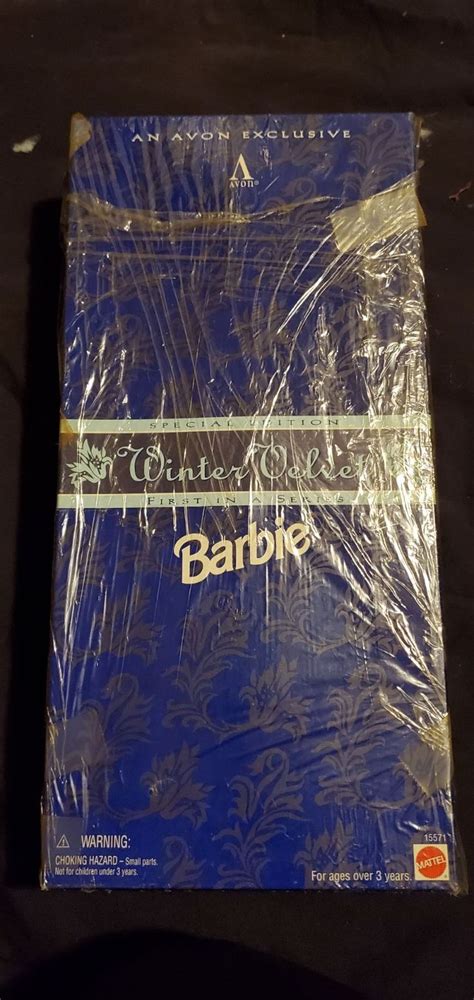 AN AVON EXCLUSIVE
A
AVON®
SPECIAL EDITION
Winter Velvet
FIRST IN A SERIES
Barbie
⚠ WARNING:
CHOKING HAZARD – Small parts.
Not for children under 3 years.
15571
For ages over 3 years.
MATTEL